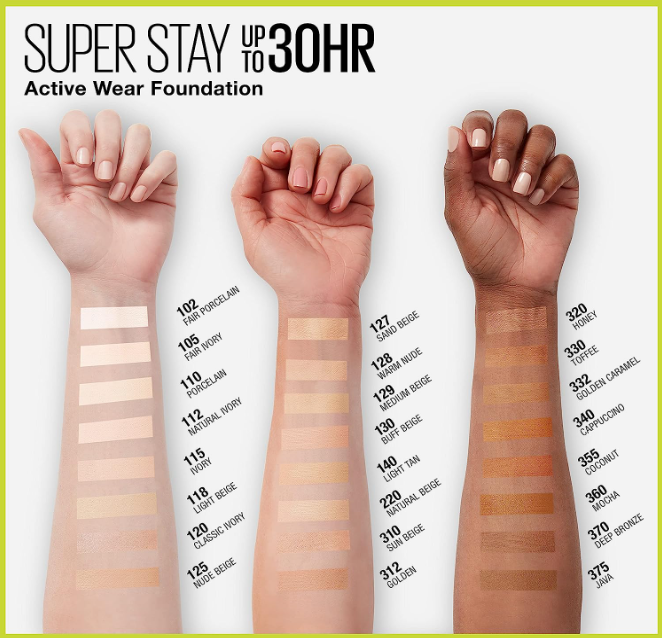 SUPER STAY UP TO 30HR
Active Wear Foundation
102
FAIR PORCELAIN
105
FAIR IVORY
110
PORCELAIN
112
NATURAL IVORY
115
IVORY
118
LIGHT BEIGE
120
CLASSIC IVORY
125
NUDE BEIGE
127
SAND BEIGE
128
WARM NUDE
129
MEDIUM BEIGE
130
BUFF BEIGE
140
LIGHT TAN
220
NATURAL BEIGE
310
SUN BEIGE
312
GOLDEN
320
HONEY
330
TOFFEE
332
GOLDEN CARAMEL
340
CAPPUCCINO
355
COCONUT
360
MOCHA
370
DEEP BRONZE
375
JAVA